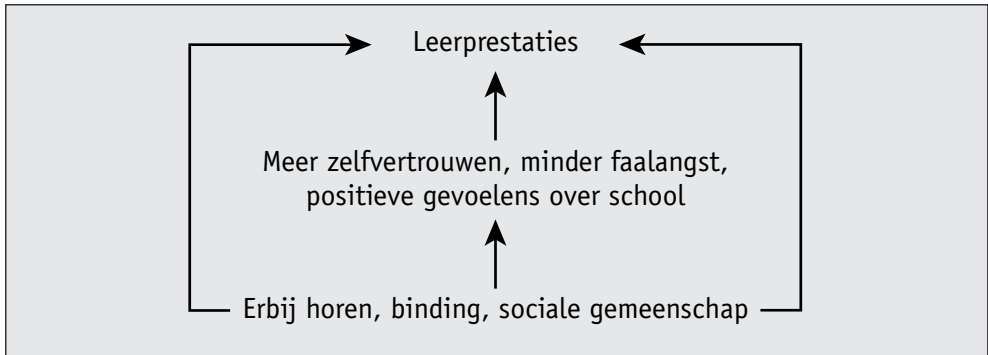 Leerprestaties
Meer zelfvertrouwen, minder faalangst,
positieve gevoelens over school
Erbij horen, binding, sociale gemeenschap